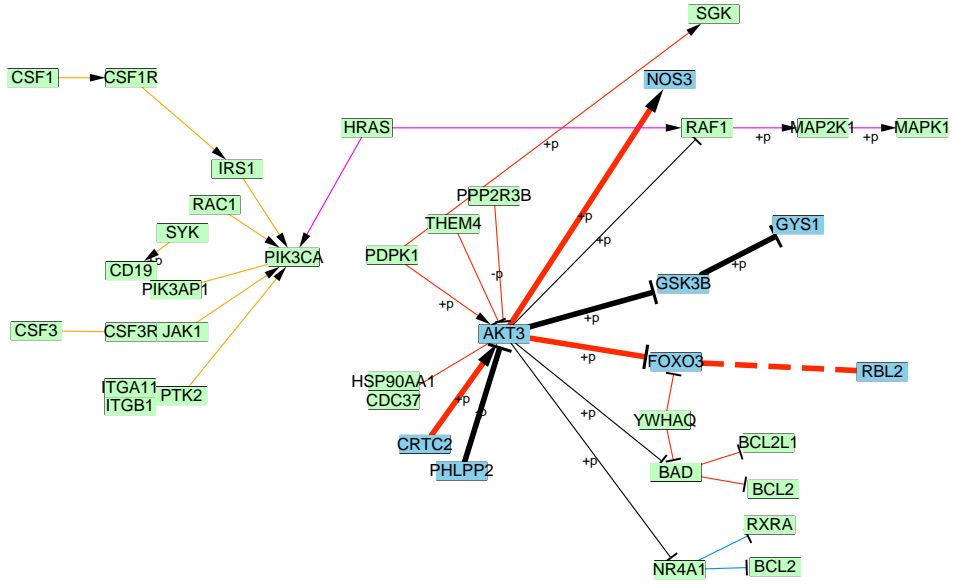 SGK
CSF1
CSF1R
NOS3
HRAS
RAF1
+p
MAP2K1
+p
MAPK1
+p
IRS1
PPP2R3B
RAC1
THEM4
+p
GYS1
SYK
+p
PDPK1
PIK3CA
+p
CD19
-p
GSK3B
PIK3AP1
+p
+p
CSF3
CSF3R
JAK1
AKT3
+p
FOXO3
RBL2
HSP90AA1
CDC37
ITGA11
ITGB1
PTK2
+p
-p
+p
YWHAQ
CRTC2
BCL2L1
PHLPP2
+p
BAD
BCL2
RXRA
NR4A1
BCL2